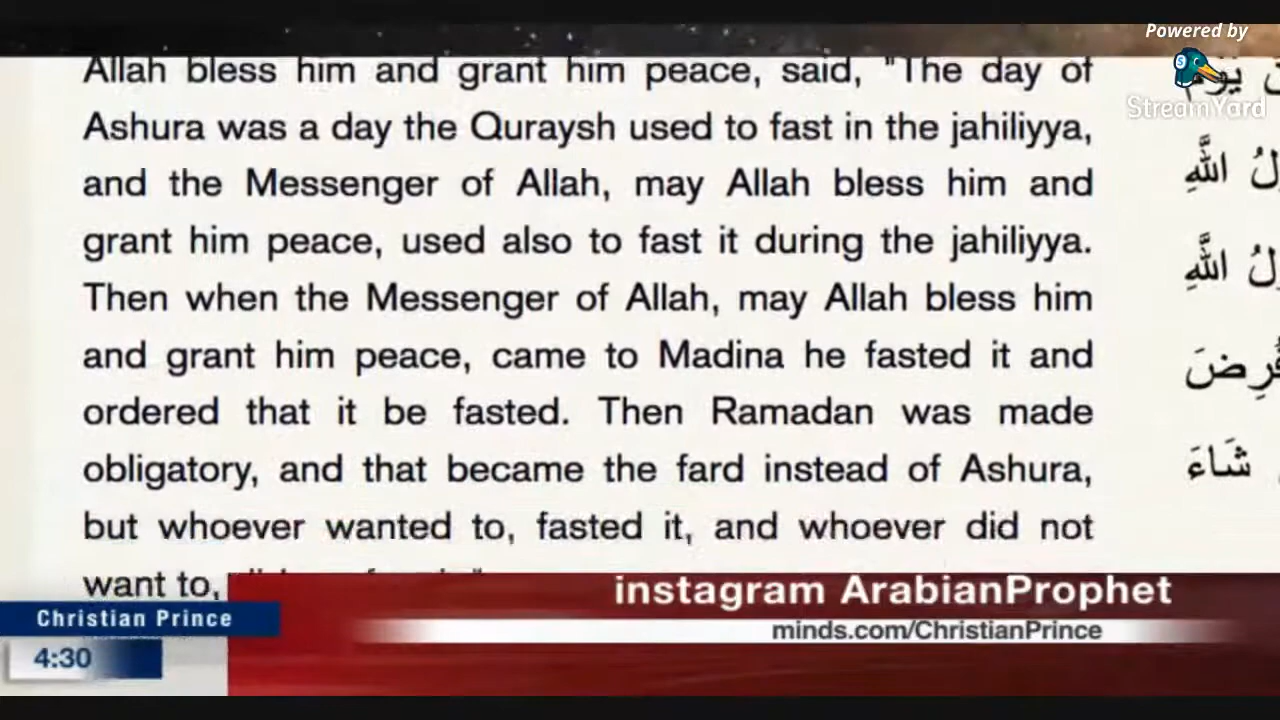 Powered by
StreamYard
Allah bless him and grant him peace, said, "The day of
Ashura was a day the Quraysh used to fast in the jahiliyya,
and the Messenger of Allah, may Allah bless him and
grant him peace, used also to fast it during the jahiliyya.
Then when the Messenger of Allah, may Allah bless him
and grant him peace, came to Madina he fasted it and
ordered that it be fasted. Then Ramadan was made
obligatory, and that became the fard instead of Ashura,
but whoever wanted to, fasted it, and whoever did not
want to,
يَوْمَ
اللَّهِ
اللَّهِ
شَاءَ
instagram ArabianProphet
Christian Prince
minds.com/ChristianPrince
4:30